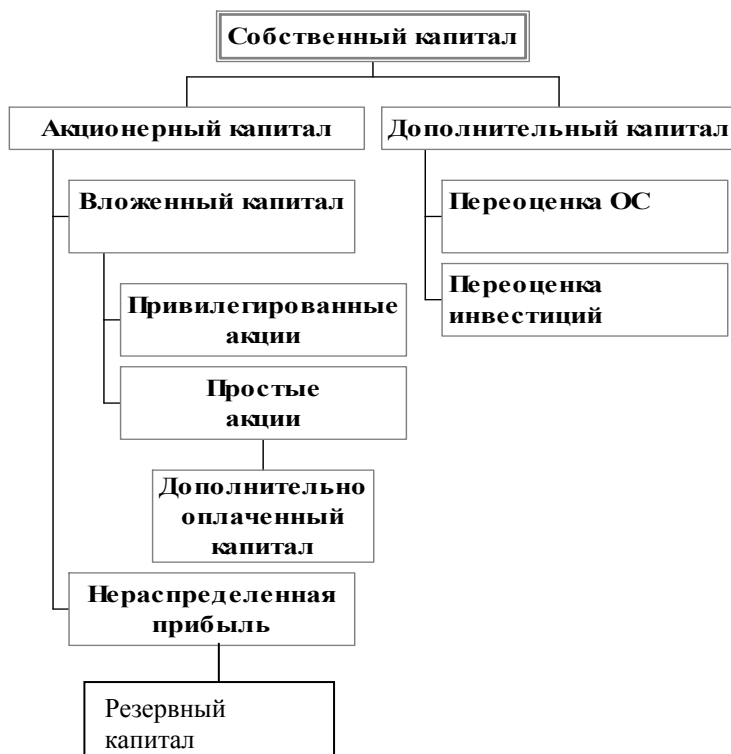 Собственный капитал
Акционерный капитал
Дополнительный капитал
Вложенный капитал
Переоценка ОС
Переоценка
инвестиций
Привилегированные
акции
Простые
акции
Дополнительно
оплаченный
капитал
Нераспределенная
прибыль
Резервный
капитал